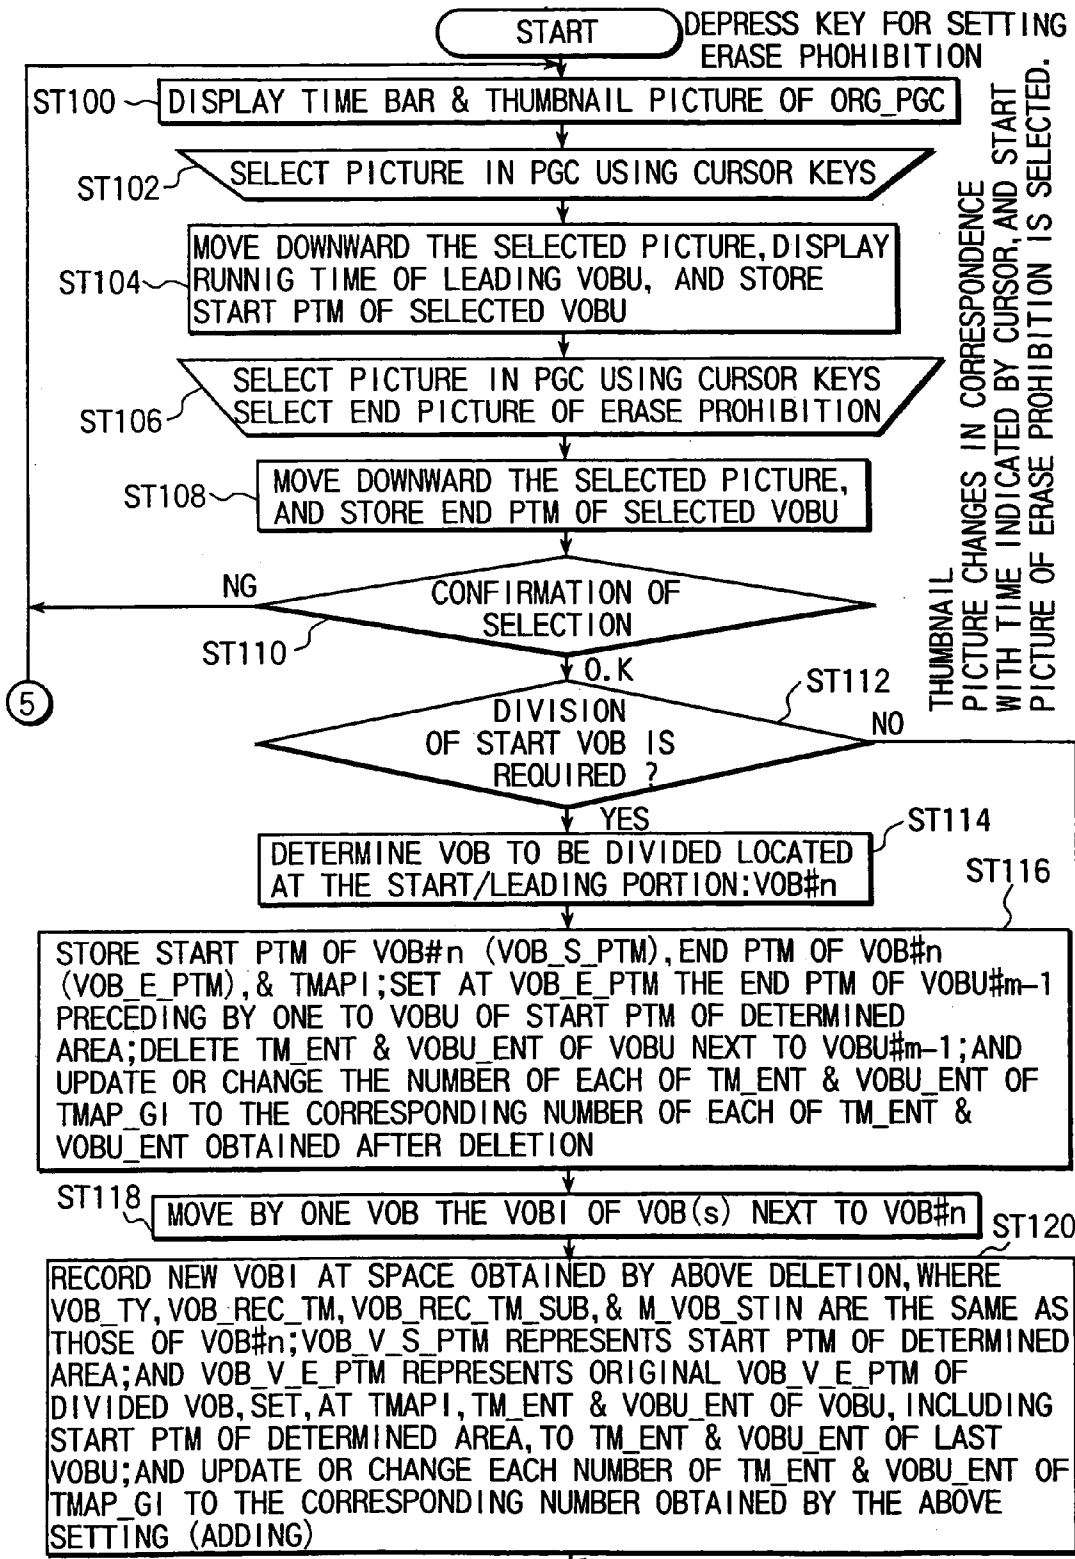 START
DEPRESS KEY FOR SETTING
ERASE PHOHIBITION
ST100
DISPLAY TIME BAR & THUMBNAIL PICTURE OF ORG_PGC
ST102
SELECT PICTURE IN PGC USING CURSOR KEYS
THUMBNAIL
PICTURE CHANGES IN CORRESPONDENCE
WITH TIME INDICATED BY CURSOR, AND START
PICTURE OF ERASE PROHIBITION IS SELECTED.
ST104
MOVE DOWNWARD THE SELECTED PICTURE, DISPLAY
RUNNIG TIME OF LEADING VOBU, AND STORE
START PTM OF SELECTED VOBU
ST106
SELECT PICTURE IN PGC USING CURSOR KEYS
SELECT END PICTURE OF ERASE PROHIBITION
ST108
MOVE DOWNWARD THE SELECTED PICTURE,
AND STORE END PTM OF SELECTED VOBU
NG
CONFIRMATION OF
SELECTION
ST110
O.K
5
ST112
DIVISION
OF START VOB IS
REQUIRED ?
NO
YES
ST114
DETERMINE VOB TO BE DIVIDED LOCATED
AT THE START/LEADING PORTION:VOB#n
ST116
STORE START PTM OF VOB#n (VOB_S_PTM), END PTM OF VOB#n
(VOB_E_PTM), & TMAPI;SET AT VOB_E_PTM THE END PTM OF VOBU#m-1
PRECEDING BY ONE TO VOBU OF START PTM OF DETERMINED
AREA;DELETE TM_ENT & VOBU_ENT OF VOBU NEXT TO VOBU#m-1;AND
UPDATE OR CHANGE THE NUMBER OF EACH OF TM_ENT & VOBU_ENT OF
TMAP_GI TO THE CORRESPONDING NUMBER OF EACH OF TM_ENT &
VOBU_ENT OBTAINED AFTER DELETION
ST118
MOVE BY ONE VOB THE VOBI OF VOB(s) NEXT TO VOB#n
ST120
RECORD NEW VOBI AT SPACE OBTAINED BY ABOVE DELETION, WHERE
VOB_TY, VOB_REC_TM, VOB_REC_TM_SUB, & M_VOB_STIN ARE THE SAME AS
THOSE OF VOB#n;VOB_V_S_PTM REPRESENTS START PTM OF DETERMINED
AREA;AND VOB_V_E_PTM REPRESENTS ORIGINAL VOB_V_E_PTM OF
DIVIDED VOB, SET, AT TMAPI, TM_ENT & VOBU_ENT OF VOBU, INCLUDING
START PTM OF DETERMINED AREA, TO TM_ENT & VOBU_ENT OF LAST
VOBU;AND UPDATE OR CHANGE EACH NUMBER OF TM_ENT & VOBU_ENT OF
TMAP_GI TO THE CORRESPONDING NUMBER OBTAINED BY THE ABOVE
SETTING (ADDING)